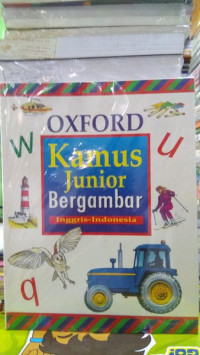 OXFORD
w
u
Kamus
Junior
Bergambar
Inggris-Indonesia
q